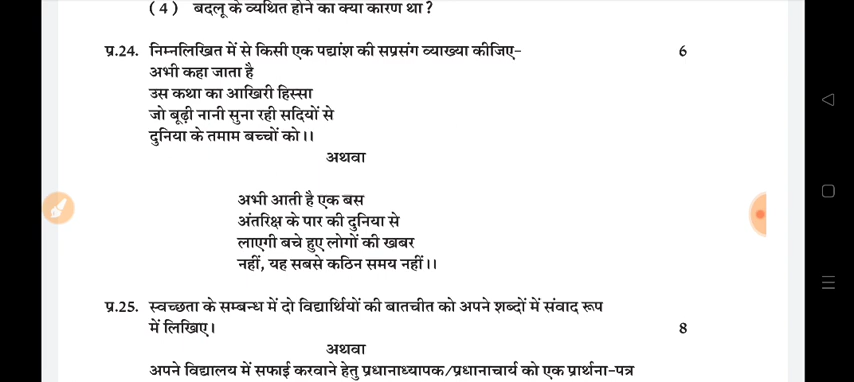 ( 4 ) बदलू के व्यथित होने का क्या कारण था ?
प्र.24. निम्नलिखित में से किसी एक पद्यांश की सप्रसंग व्याख्या कीजिए- 6
अभी कहा जाता है
उस कथा का आखिरी हिस्सा
जो बूढ़ी नानी सुना रही सदियों से
दुनिया के तमाम बच्चों को।।
अथवा
अभी आती है एक बस
अंतरिक्ष के पार की दुनिया से
लाएगी बचे हुए लोगों की खबर
नहीं, यह सबसे कठिन समय नहीं।।
प्र.25. स्वच्छता के सम्बन्ध में दो विद्यार्थियों की बातचीत को अपने शब्दों में संवाद रूप
में लिखिए। 8
अथवा
अपने विद्यालय में सफाई करवाने हेतु प्रधानाध्यापक/प्रधानाचार्य को एक प्रार्थना-पत्र